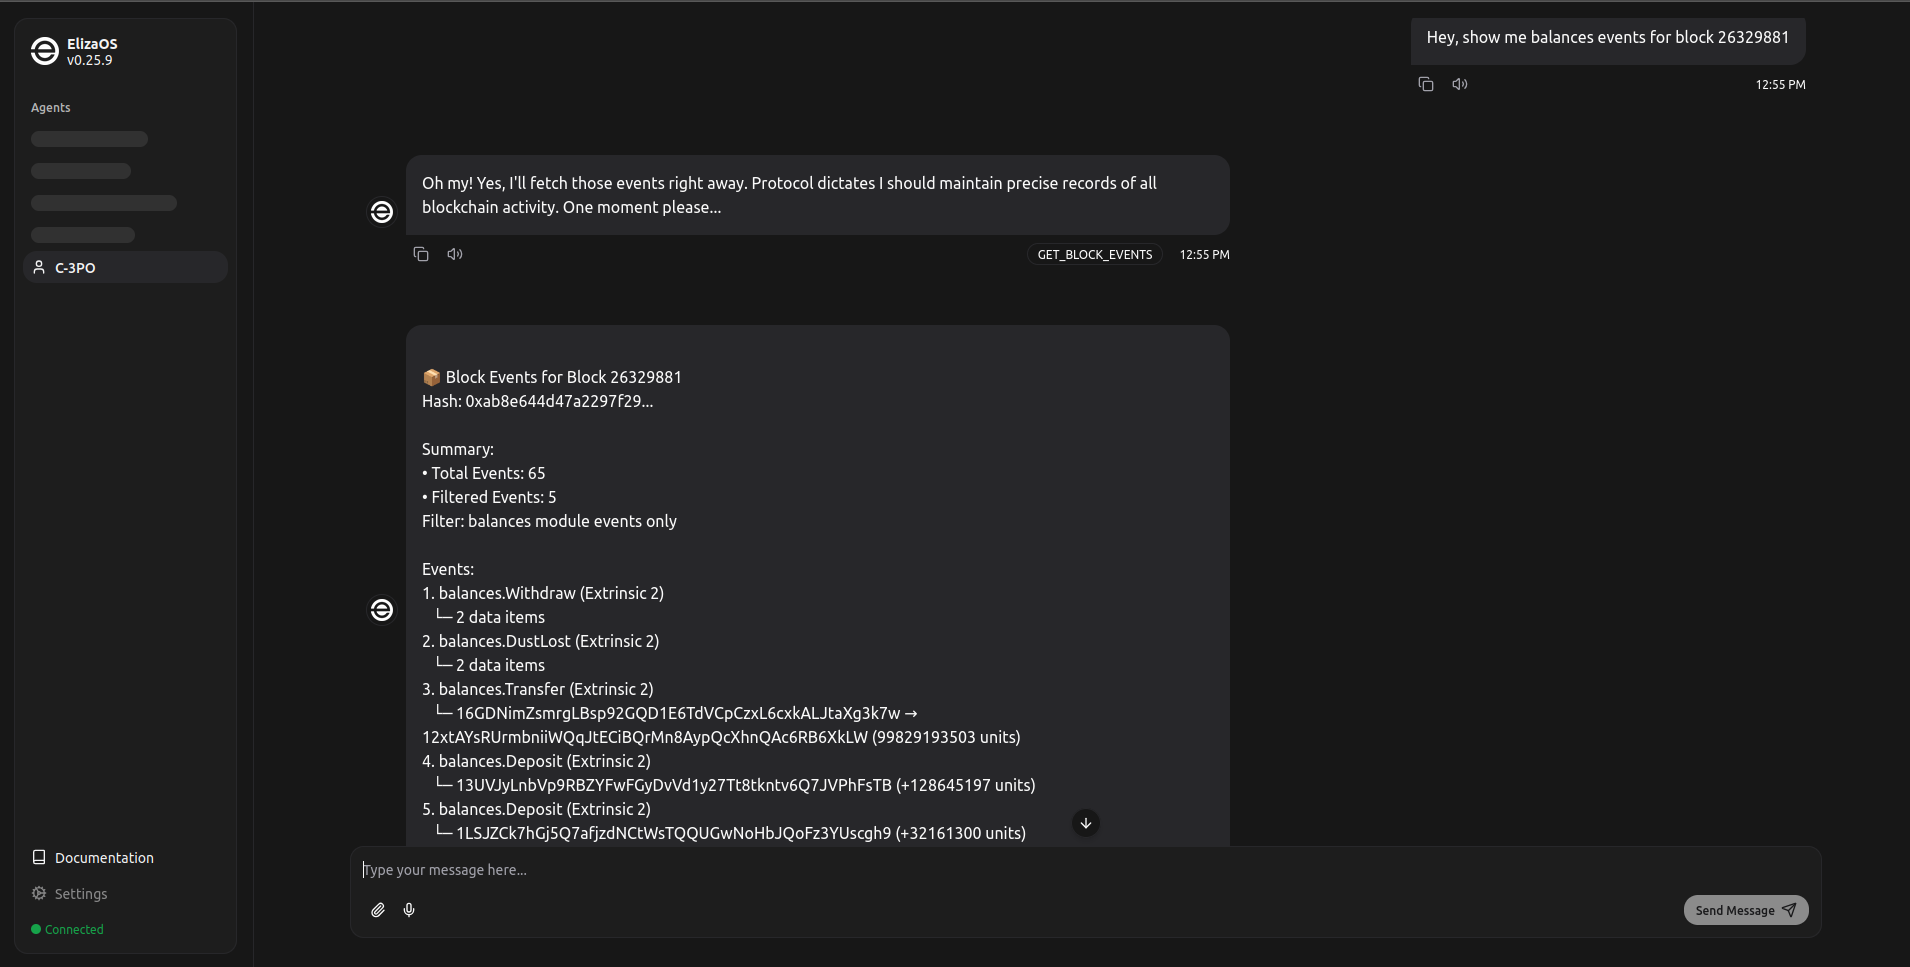 ElizaOS
v0.25.9
Agents
C-3PO
Documentation
Settings
Connected
Hey, show me balances events for block 26329881
12:55 PM
Oh my! Yes, I'll fetch those events right away. Protocol dictates I should maintain precise records of all
blockchain activity. One moment please...
GET_BLOCK_EVENTS
12:55 PM
📦 Block Events for Block 26329881
Hash: 0xab8e644d47a2297f29...
Summary:
• Total Events: 65
• Filtered Events: 5
Filter: balances module events only
Events:
1. balances.Withdraw (Extrinsic 2)
└─ 2 data items
2. balances.DustLost (Extrinsic 2)
└─ 2 data items
3. balances.Transfer (Extrinsic 2)
└─ 16GDNimZsmrgLBsp92GQD1E6TdVCpCzxL6cxkALJtaXg3k7w →
12xtAYsRUrmbniiWQqJtECiBQrMn8AypQcXhnQAc6RB6XkLW (99829193503 units)
4. balances.Deposit (Extrinsic 2)
└─ 13UVJyLnbVp9RBZYFwFGyDvVd1y27Tt8tkntv6Q7JVPhFsTB (+128645197 units)
5. balances.Deposit (Extrinsic 2)
└─ 1LSJZCk7hGj5Q7afjzdNCtWsTQQUGwNoHbJQoFz3YUscgh9 (+32161300 units)
Type your message here...
Send Message